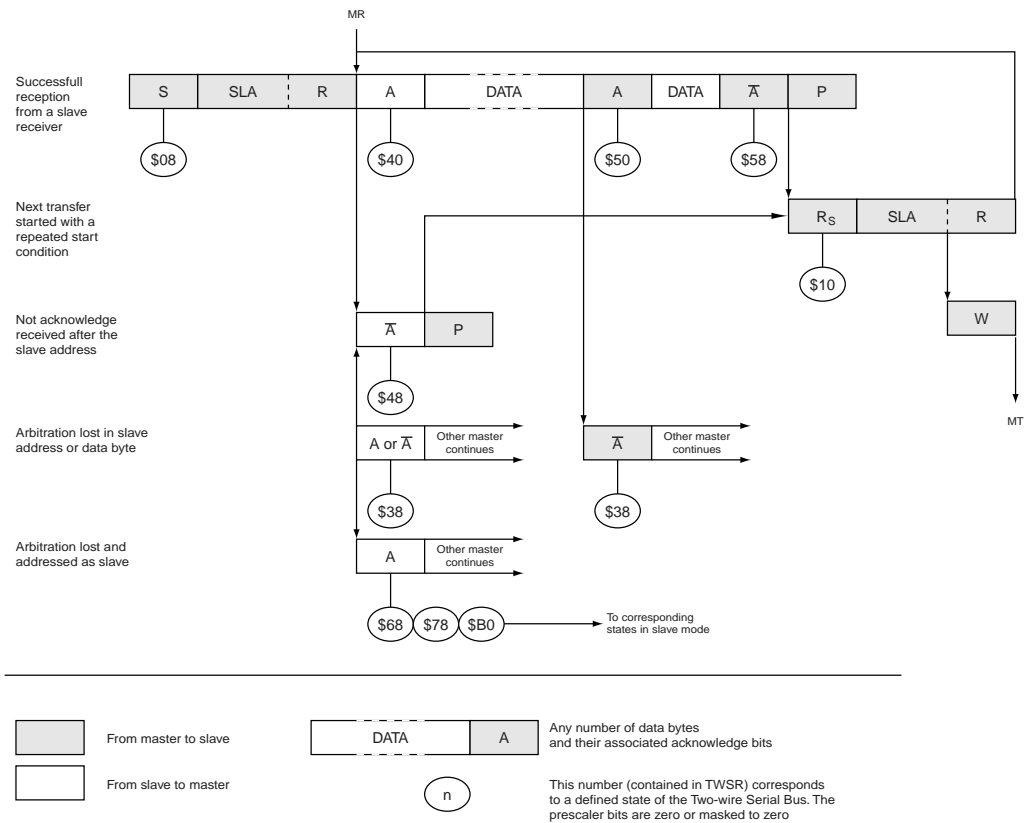 MR
Successfull
reception
from a slave
receiver
S SLA R A DATA A DATA A̅ P
$08 $40 $50 $58
Next transfer
started with a
repeated start
condition
RS SLA R
$10
Not acknowledge
received after the
slave address
A̅ P
W
$48
MT
Arbitration lost in slave
address or data byte
A or A̅
Other master
continues
A̅
Other master
continues
$38 $38
Arbitration lost and
addressed as slave
A
Other master
continues
$68 $78 $B0
To corresponding
states in slave mode
From master to slave
DATA A
Any number of data bytes
and their associated acknowledge bits
From slave to master
n
This number (contained in TWSR) corresponds
to a defined state of the Two-wire Serial Bus. The
prescaler bits are zero or masked to zero